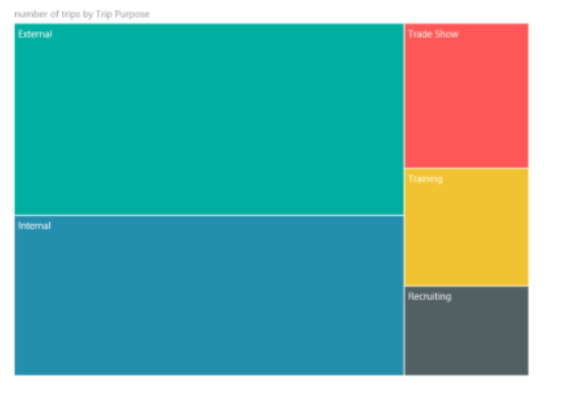 number of trips by Trip Purpose
External
Trade Show
Training
Internal
Recruiting